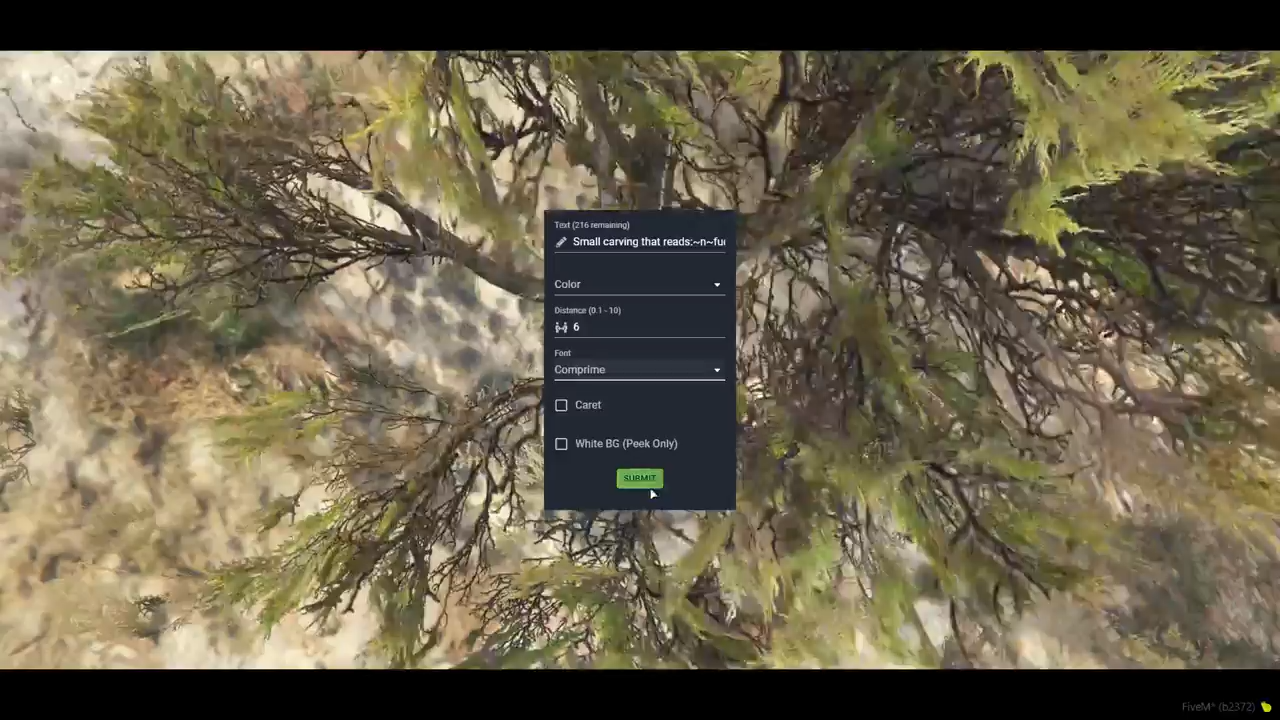 Text (216 remaining)
Small carving that reads:~n~fu
Color
Distance (0.1 - 10)
6
Font
Comprime
Caret
White BG (Peek Only)
SUBMIT
FiveM* (b2372)